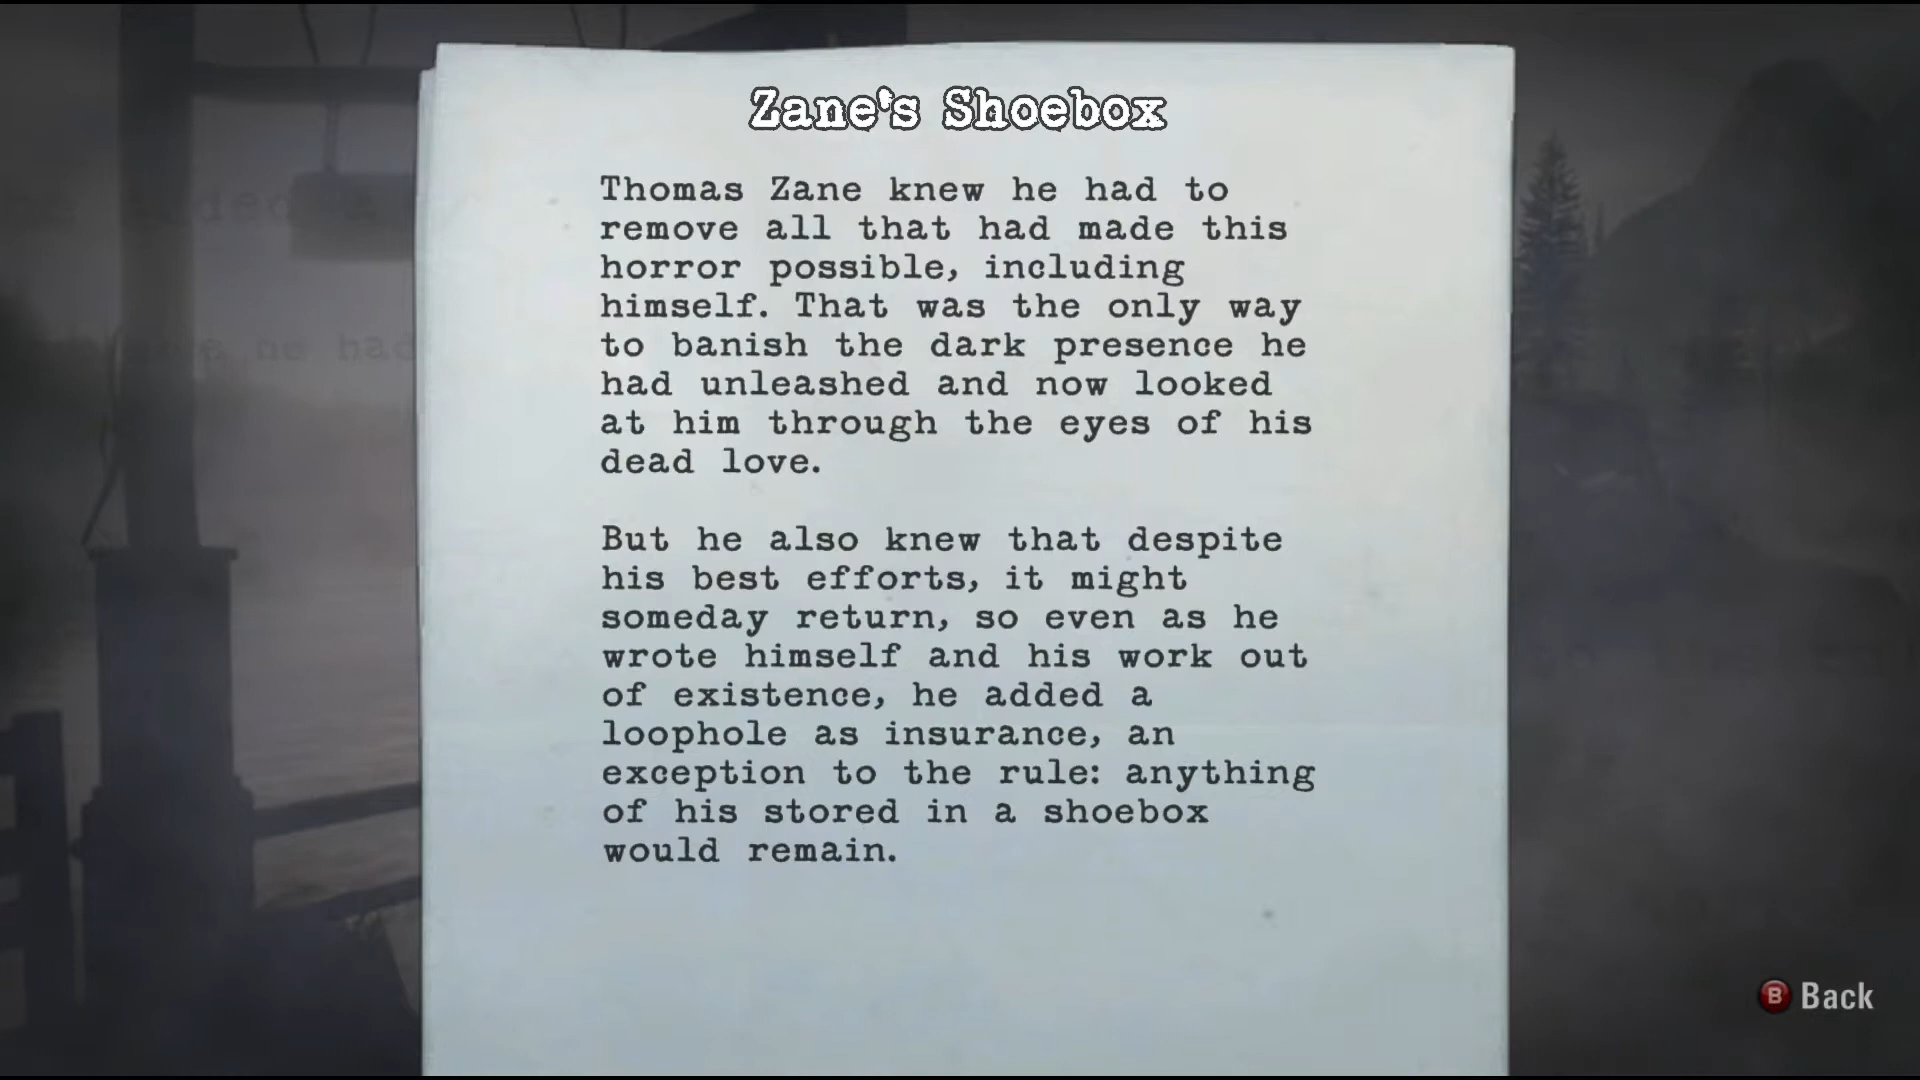 Zane's Shoebox
Thomas Zane knew he had to
remove all that had made this
horror possible, including
himself. That was the only way
to banish the dark presence he
had unleashed and now looked
at him through the eyes of his
dead love.
But he also knew that despite
his best efforts, it might
someday return, so even as he
wrote himself and his work out
of existence, he added a
loophole as insurance, an
exception to the rule: anything
of his stored in a shoebox
would remain.
he had
B Back